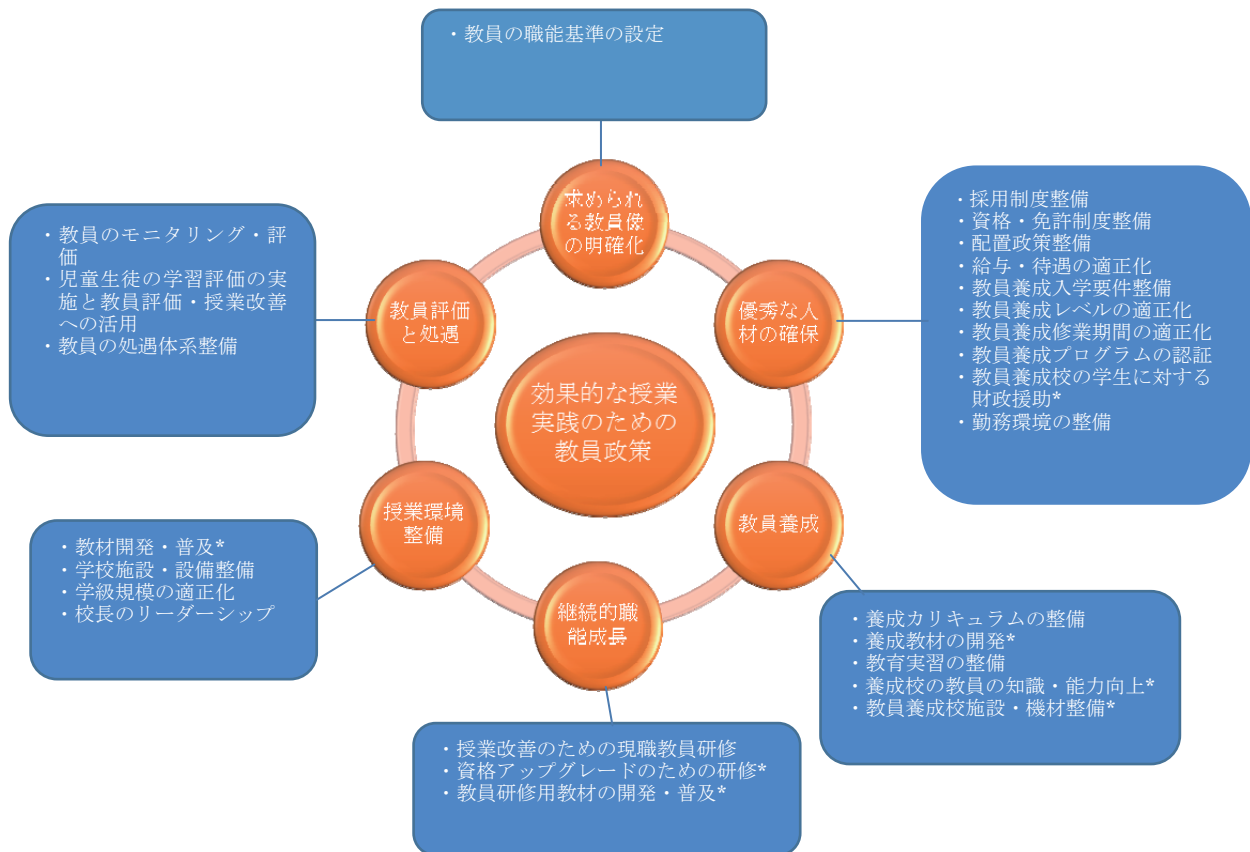 ・教員の職能基準の設定
求められ
る教員像
の明確化
・採用制度整備
・資格・免許制度整備
・配置政策整備
・給与・待遇の適正化
・教員養成入学要件整備
・教員養成レベルの適正化
・教員養成修業期間の適正化
・教員養成プログラムの認証
・教員養成校の学生に対する
財政援助*
・勤務環境の整備
優秀な人
材の確保
・教員のモニタリング・評
価
・児童生徒の学習評価の実
施と教員評価・授業改善
への活用
・教員の処遇体系整備
教員評価
と処遇
効果的な授業
実践のための
教員政策
授業環境
整備
教員養成
・教材開発・普及*
・学校施設・設備整備
・学級規模の適正化
・校長のリーダーシップ
継続的職
能成長
・養成カリキュラムの整備
・養成教材の開発*
・教育実習の整備
・養成校の教員の知識・能力向上*
・教員養成校施設・機材整備*
・授業改善のための現職教員研修
・資格アップグレードのための研修*
・教員研修用教材の開発・普及*